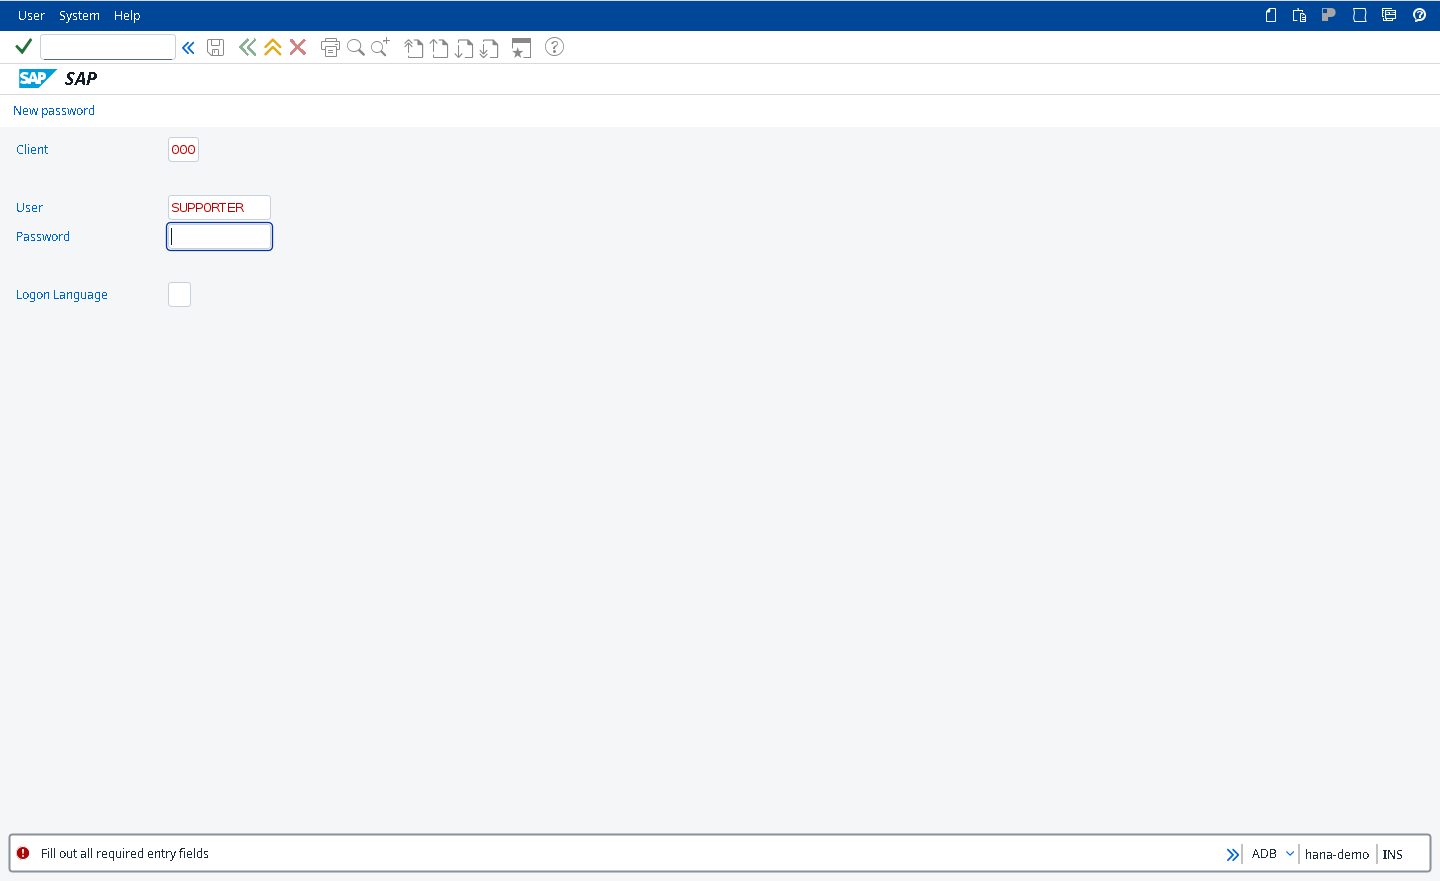 User System Help
SAP SAP
New password
Client 000
User SUPPORTER
Password
Logon Language
Fill out all required entry fields ADB hana-demo INS